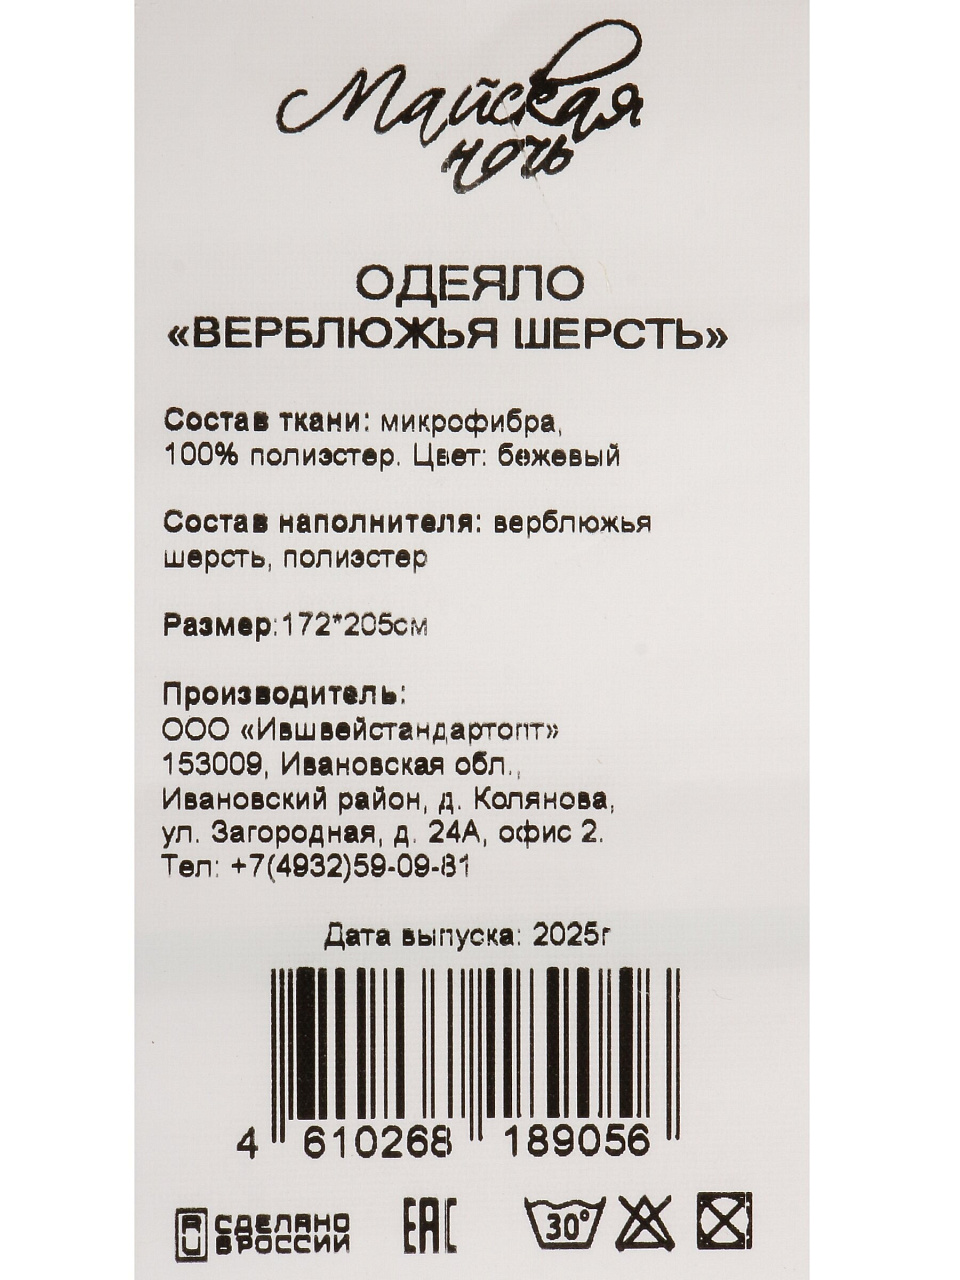 Майская
ночь
ОДЕЯЛО
«ВЕРБЛЮЖЬЯ ШЕРСТЬ»
Состав ткани: микрофибра,
100% полиэстер. Цвет: бежевый
Состав наполнителя: верблюжья
шерсть, полиэстер
Размер:172*205см
Производитель:
ООО «Ившвейстандартопт»
153009, Ивановская обл.,
Ивановский район, д. Колянова,
ул. Загородная, д. 24А, офис 2.
Тел: +7(4932)59-09-81
Дата выпуска: 2025г
4 610268 189056
RU СДЕЛАНО
В РОССИИ
EAC
30°